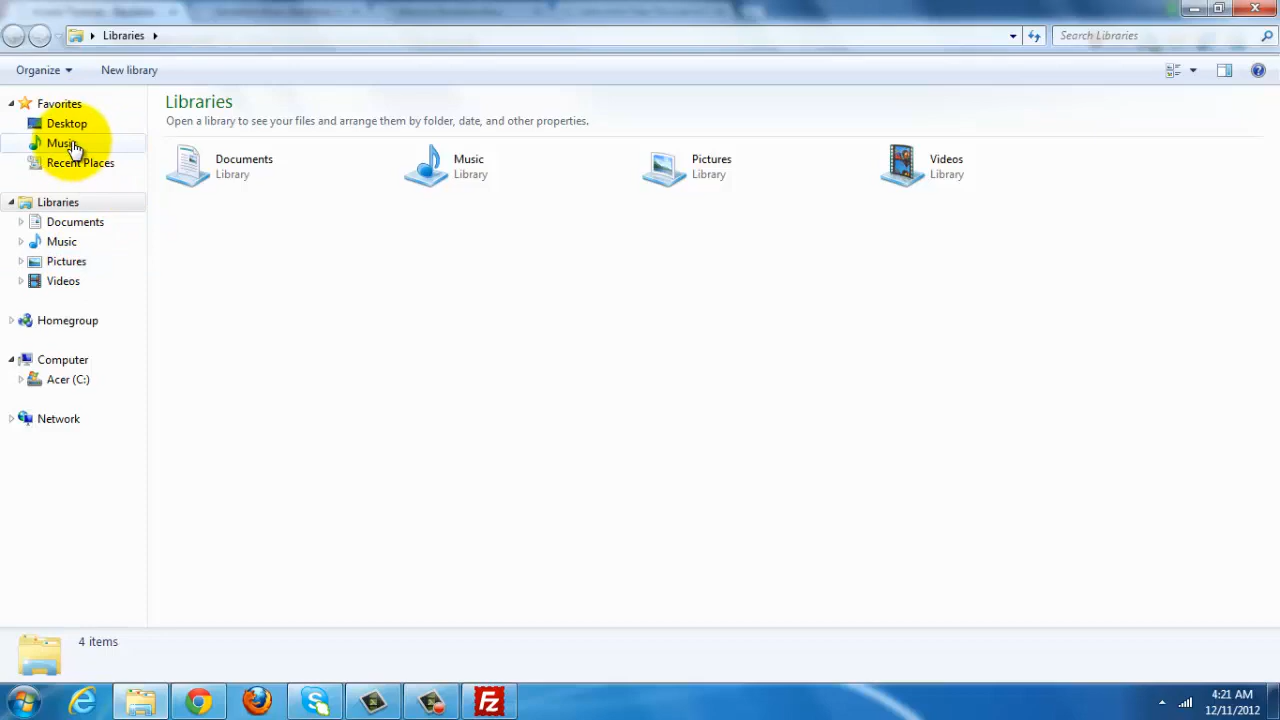 Libraries
Search Libraries
Organize
New library
Favorites
Desktop
Music
Recent Places
Libraries
Documents
Music
Pictures
Videos
Homegroup
Computer
Acer (C:)
Network
Libraries
Open a library to see your files and arrange them by folder, date, and other properties.
Documents
Library
Music
Library
Pictures
Library
Videos
Library
4 items
Fz
4:21 AM
12/11/2012